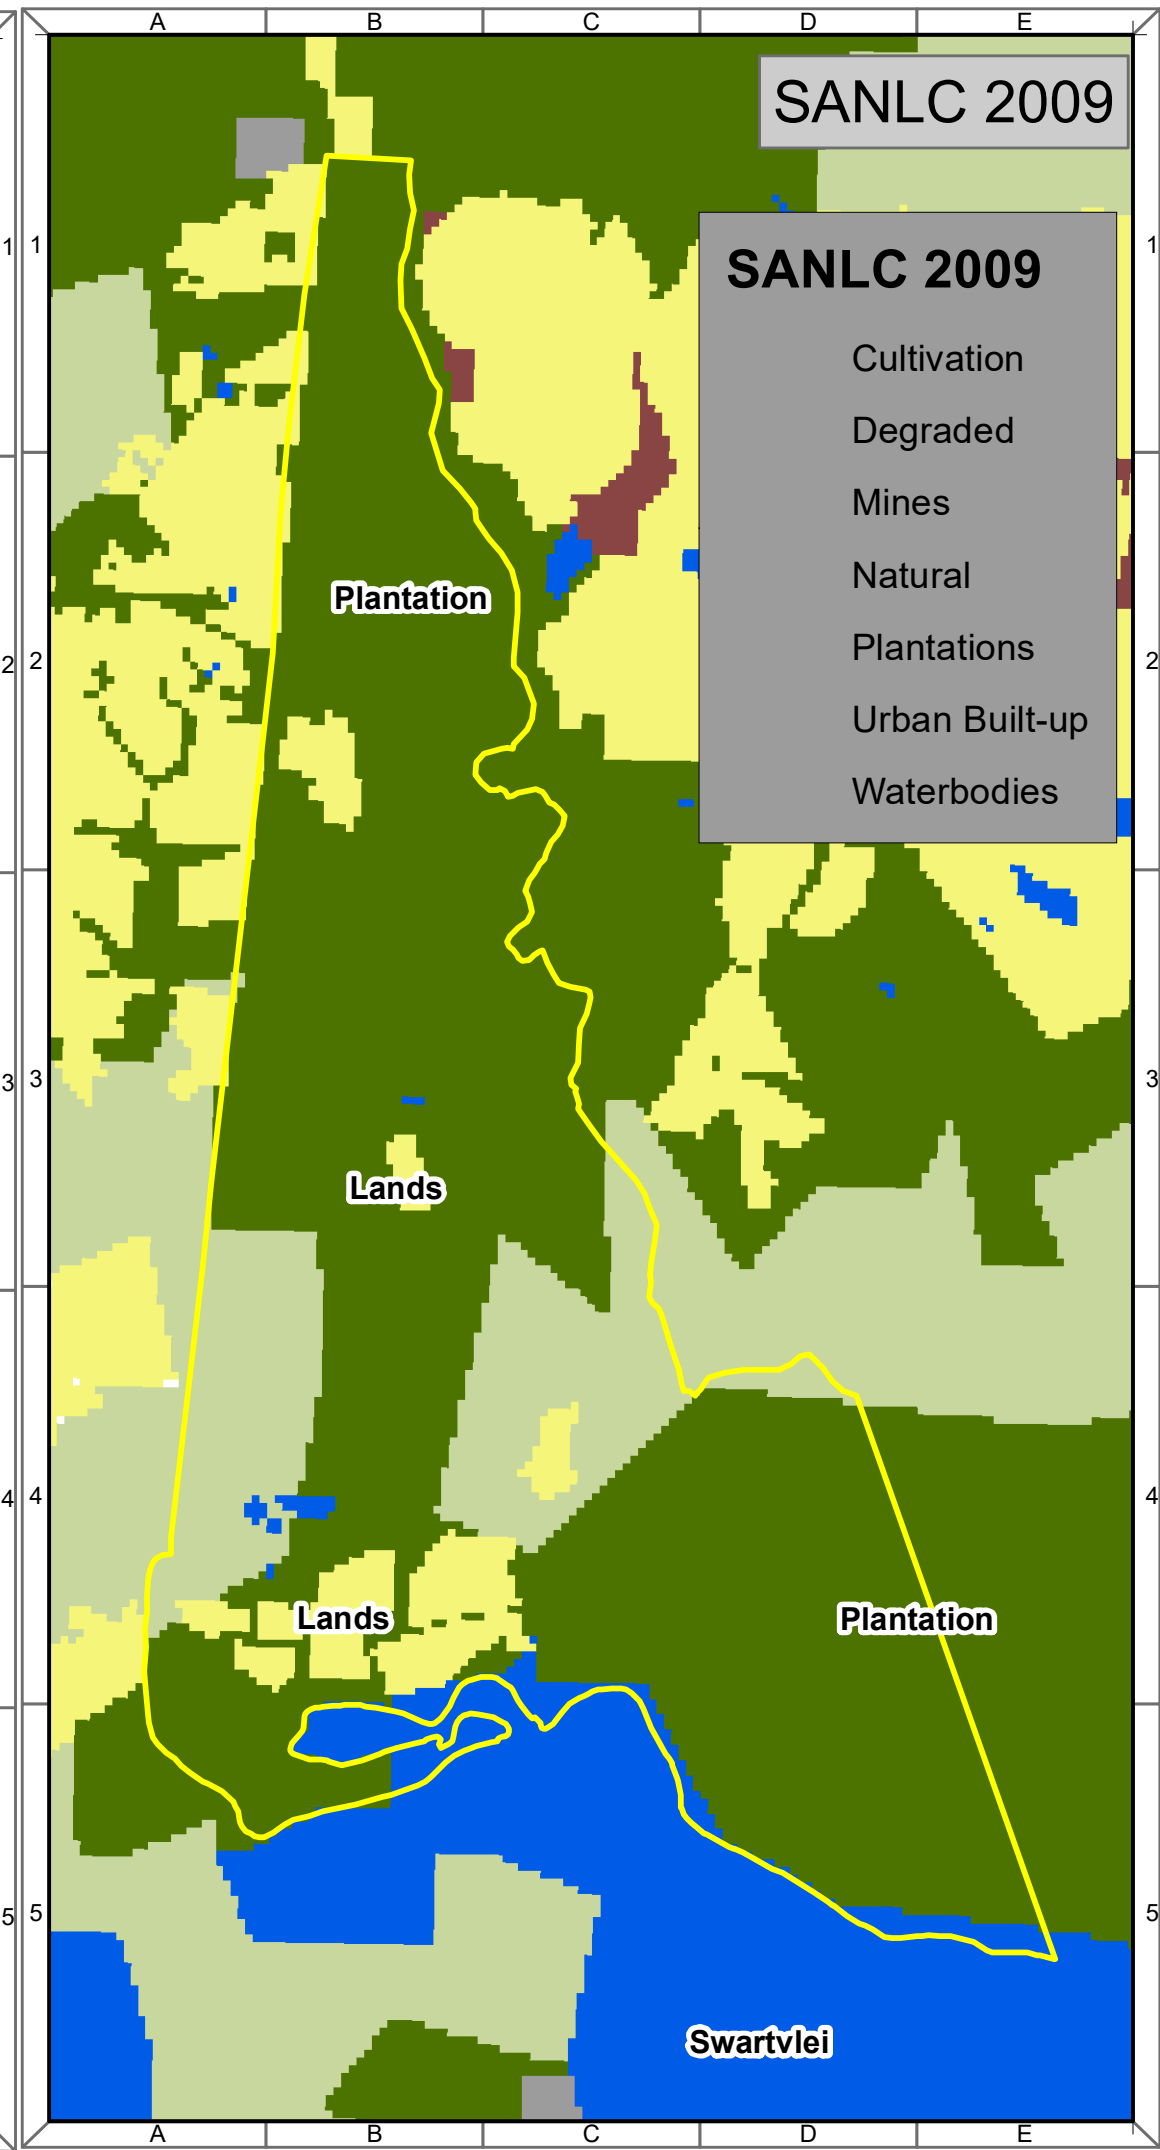 A B C D E
SANLC 2009
1 1 1
SANLC 2009
Cultivation
Degraded
Mines
Natural
Plantations
Urban Built-up
Waterbodies
Plantation
2 2 2
3 3 3
Lands
4 4 4
Lands
Plantation
5 5 5
Swartvlei
A B C D E